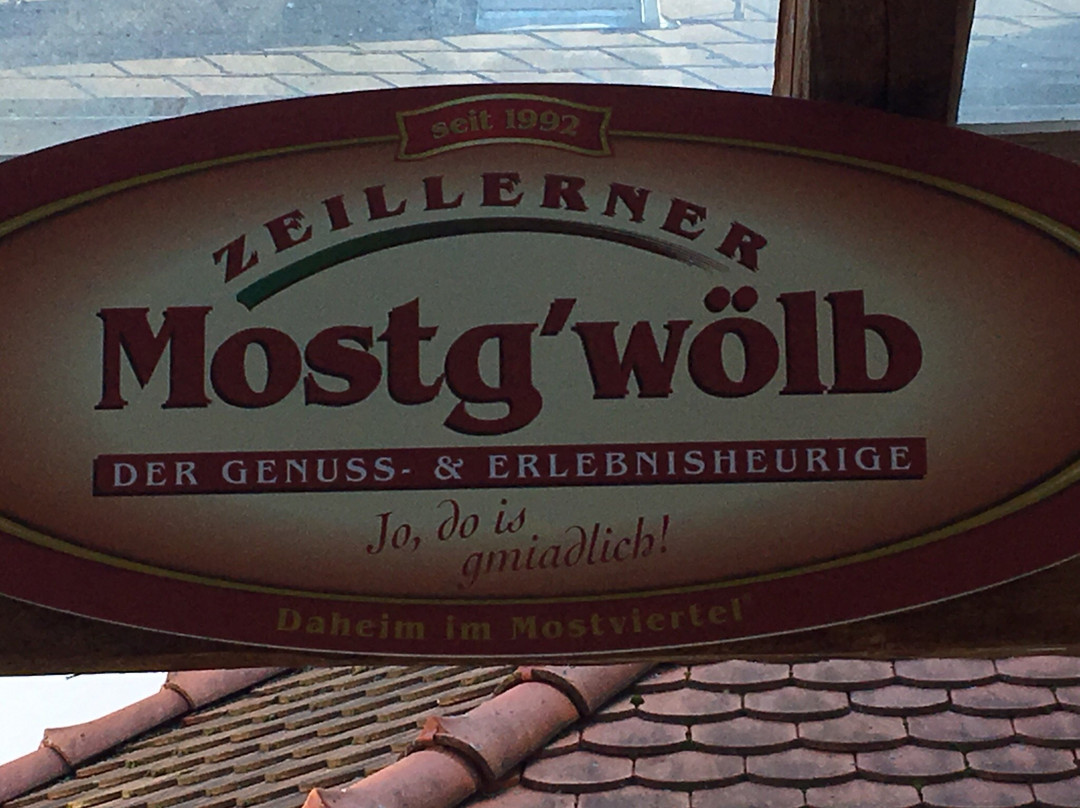 seit 1992
ZEILLERNER
Mostg'wölb
DER GENUSS- & ERLEBNISHEURIGE
Jo, do is
gmiadlich!
Daheim im Mostviertel